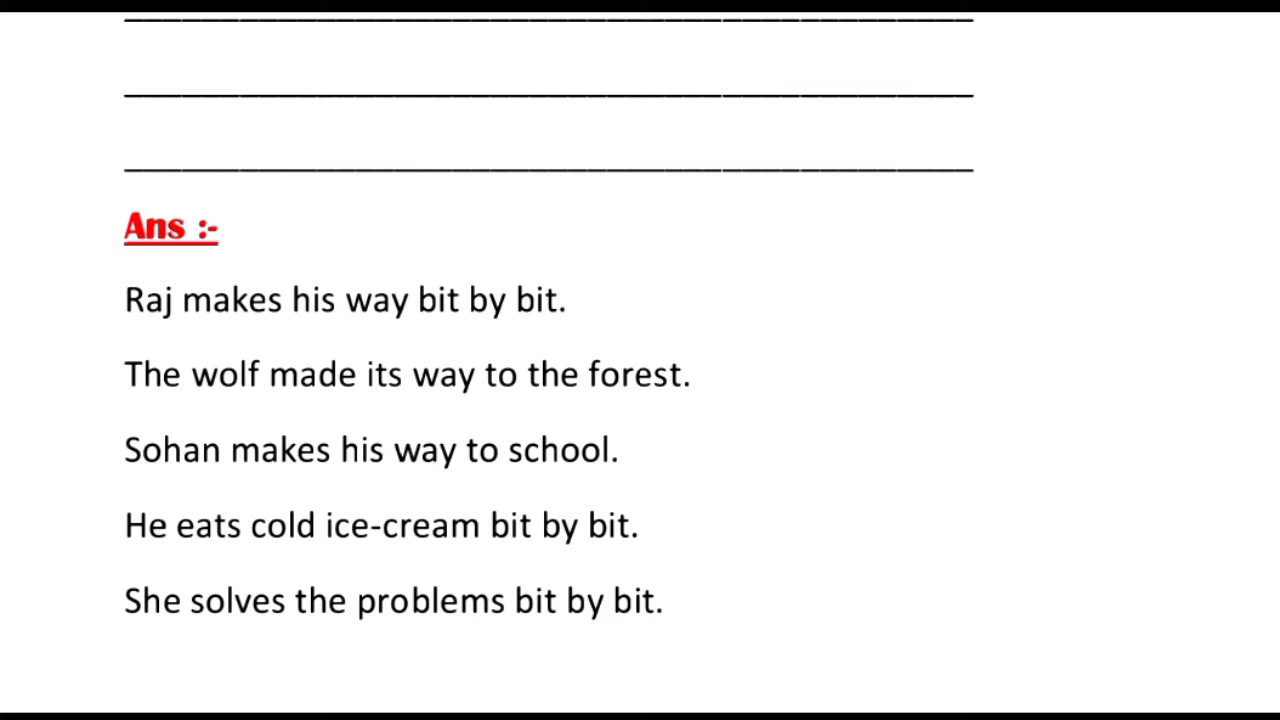 Ans :-
Raj makes his way bit by bit.
The wolf made its way to the forest.
Sohan makes his way to school.
He eats cold ice-cream bit by bit.
She solves the problems bit by bit.